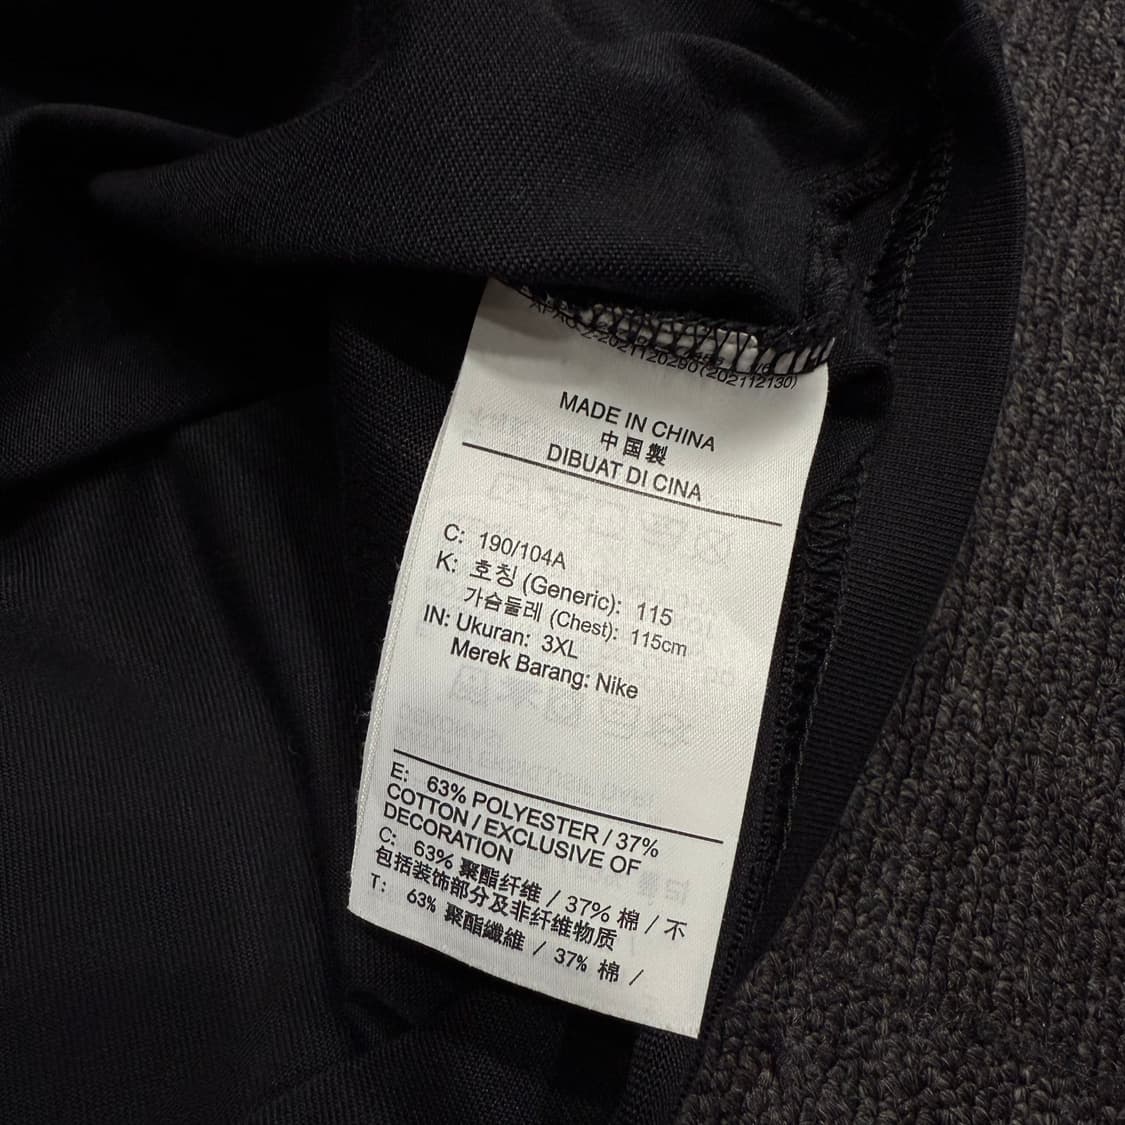 2021120290 (202112130)
MADE IN CHINA
中国製
DIBUAT DI CINA
C: 190/104A
K: 호칭 (Generic): 115
가슴둘레 (Chest): 115cm
IN: Ukuran: 3XL
Merek Barang: Nike
E: 63% POLYESTER / 37%
COTTON / EXCLUSIVE OF
DECORATION
C: 63% 聚酯纤维 / 37% 棉 / 不
包括装饰部分及非纤维物质
T: 63% 聚酯纖維 / 37% 棉 /